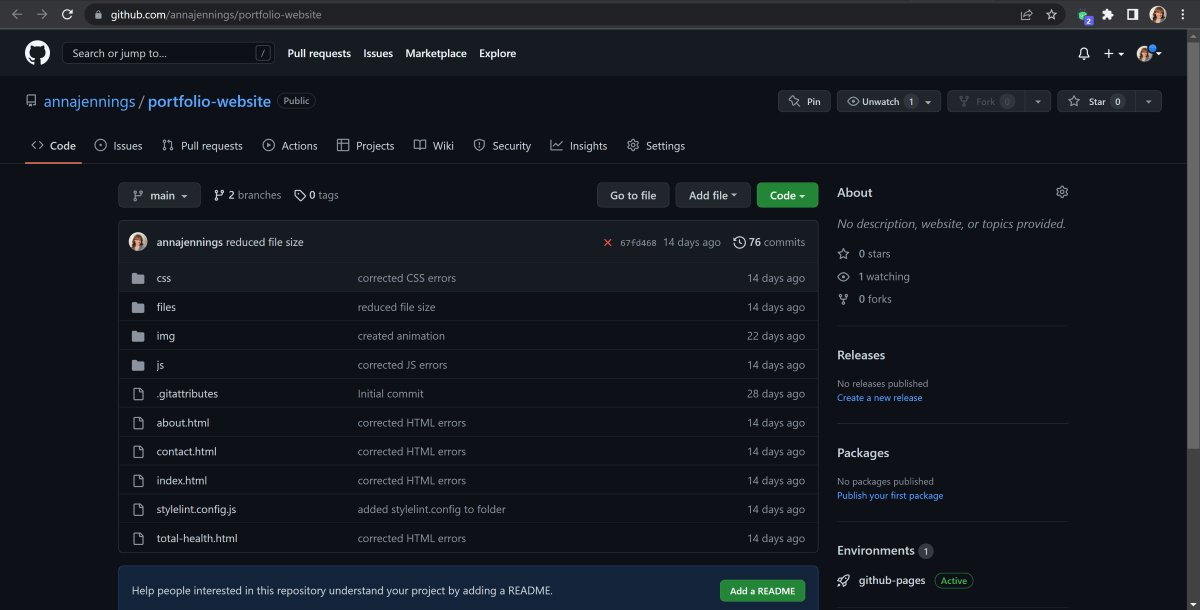 github.com/annajennings/portfolio-website
2
Search or jump to... /
Pull requests Issues Marketplace Explore
annajennings / portfolio-website Public
Pin Unwatch 1 Fork 0 Star 0
Code Issues Pull requests Actions Projects Wiki Security Insights Settings
main 2 branches 0 tags Go to file Add file Code
annajennings reduced file size 67fd468 14 days ago 76 commits
css corrected CSS errors 14 days ago
files reduced file size 14 days ago
img created animation 22 days ago
js corrected JS errors 14 days ago
.gitattributes Initial commit 28 days ago
about.html corrected HTML errors 14 days ago
contact.html corrected HTML errors 14 days ago
index.html corrected HTML errors 14 days ago
stylelint.config.js added stylelint.config to folder 14 days ago
total-health.html corrected HTML errors 14 days ago
Help people interested in this repository understand your project by adding a README. Add a README
About
No description, website, or topics provided.
0 stars
1 watching
0 forks
Releases
No releases published
Create a new release
Packages
No packages published
Publish your first package
Environments 1
github-pages Active